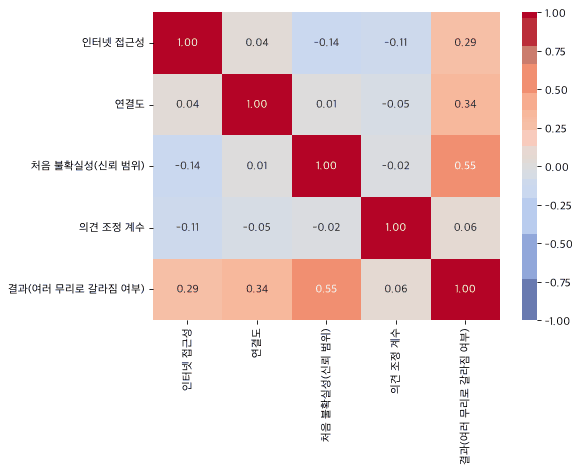 인터넷 접근성 1.00 0.04 -0.14 -0.11 0.29
연결도 0.04 1.00 0.01 -0.05 0.34
처음 불확실성(신뢰 범위) -0.14 0.01 1.00 -0.02 0.55
의견 조정 계수 -0.11 -0.05 -0.02 1.00 0.06
결과(여러 무리로 갈라짐 여부) 0.29 0.34 0.55 0.06 1.00
인터넷 접근성
연결도
처음 불확실성(신뢰 범위)
의견 조정 계수
결과(여러 무리로 갈라짐 여부)
1.00
0.75
0.50
0.25
0.00
-0.25
-0.50
-0.75
-1.00